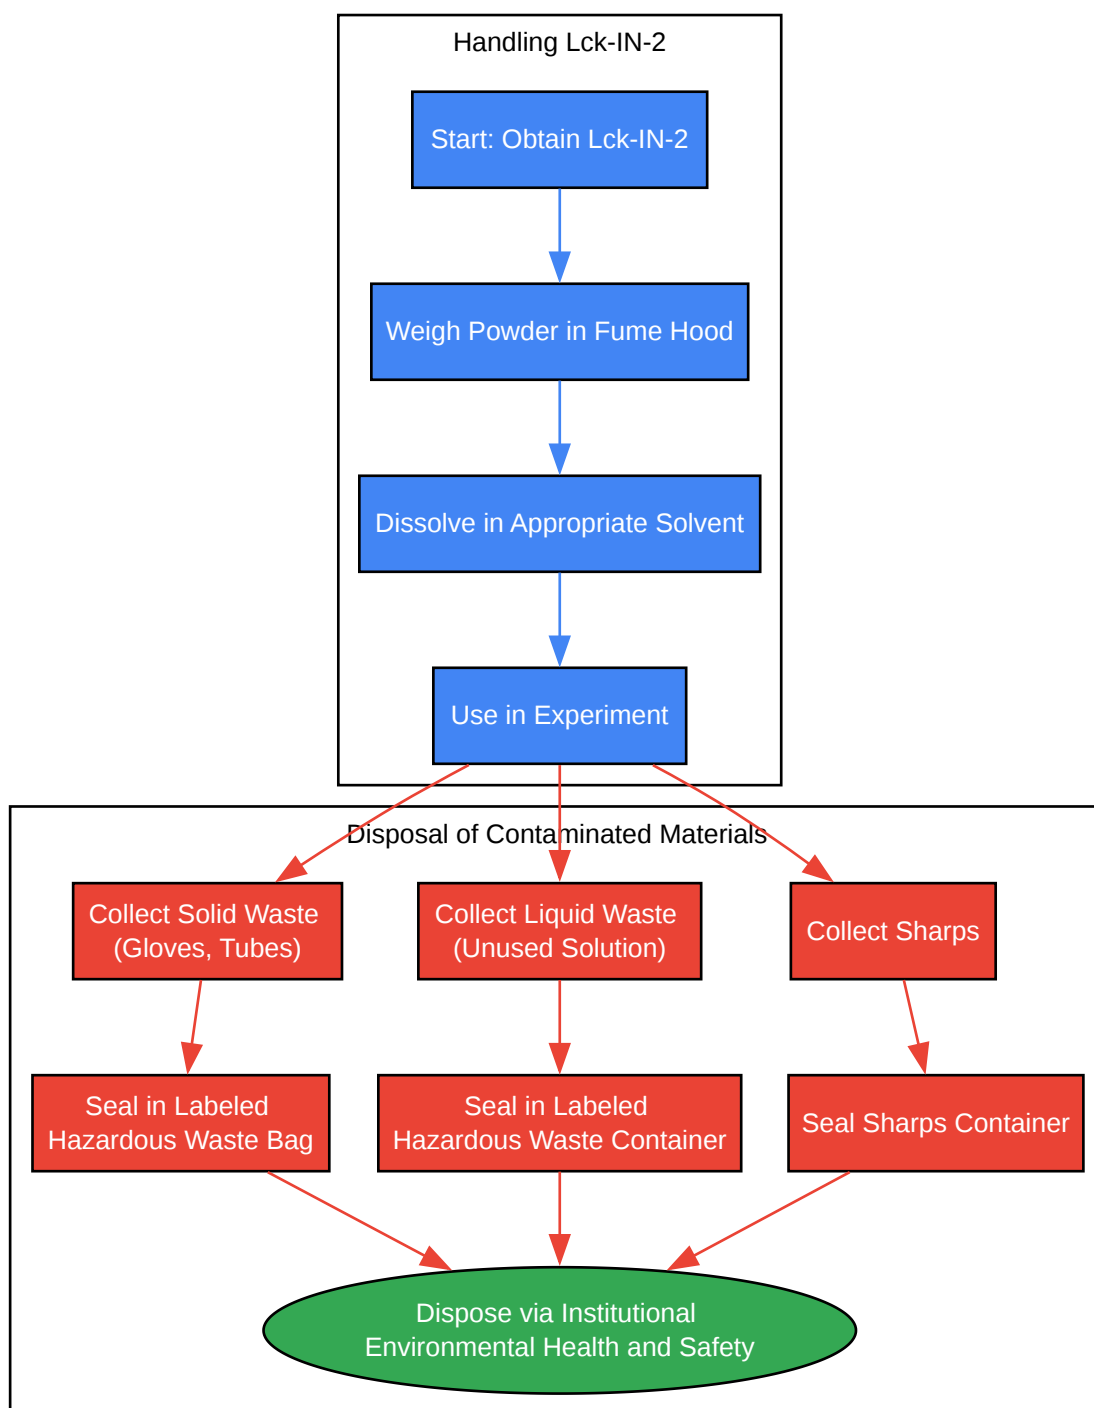 Handling Lck-IN-2
Start: Obtain Lck-IN-2
Weigh Powder in Fume Hood
Dissolve in Appropriate Solvent
Use in Experiment
Disposal of Contaminated Materials
Collect Solid Waste
(Gloves, Tubes)
Collect Liquid Waste
(Unused Solution)
Collect Sharps
Seal in Labeled
Hazardous Waste Bag
Seal in Labeled
Hazardous Waste Container
Seal Sharps Container
Dispose via Institutional
Environmental Health and Safety